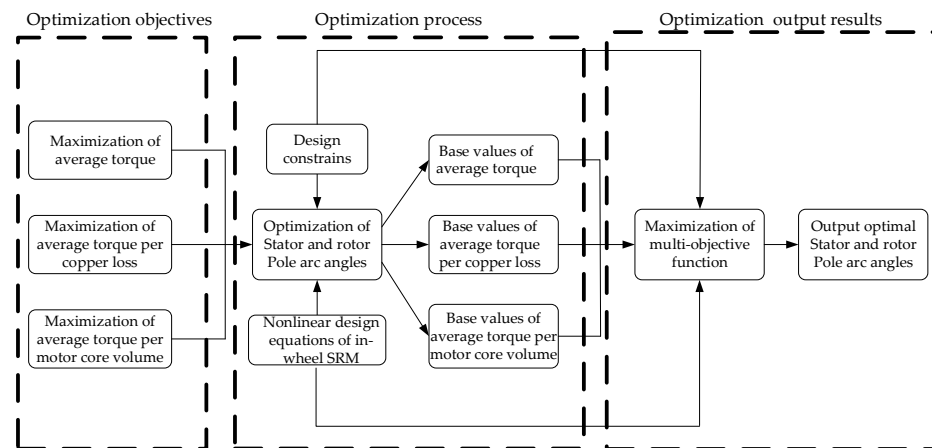 Optimization objectives
Optimization process
Optimization output results
Maximization of
average torque
Maximization of
average torque per
copper loss
Maximization of
average torque per
motor core volume
Design
constrains
Optimization of
Stator and rotor
Pole arc angles
Nonlinear design
equations of in-
wheel SRM
Base values of
average torque
Base values of
average torque
per copper loss
Base values of
average torque per
motor core volume
Maximization of
multi-objective
function
Output optimal
Stator and rotor
Pole arc angles